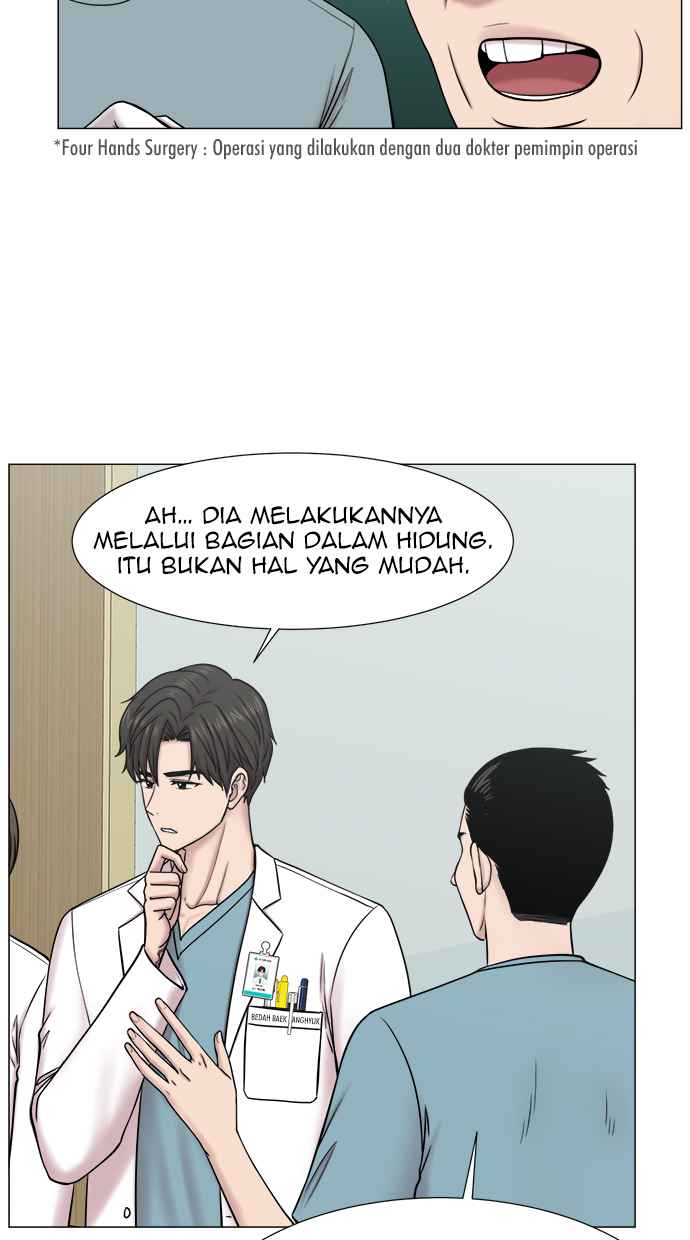 *Four Hands Surgery : Operasi yang dilakukan dengan dua dokter pemimpin operasi
AH... DIA MELAKUKANNYA
MELALUI BAGIAN DALAM HIDUNG.
ITU BUKAN HAL YANG MUDAH.
BEDAH BAEK ANGHYUK